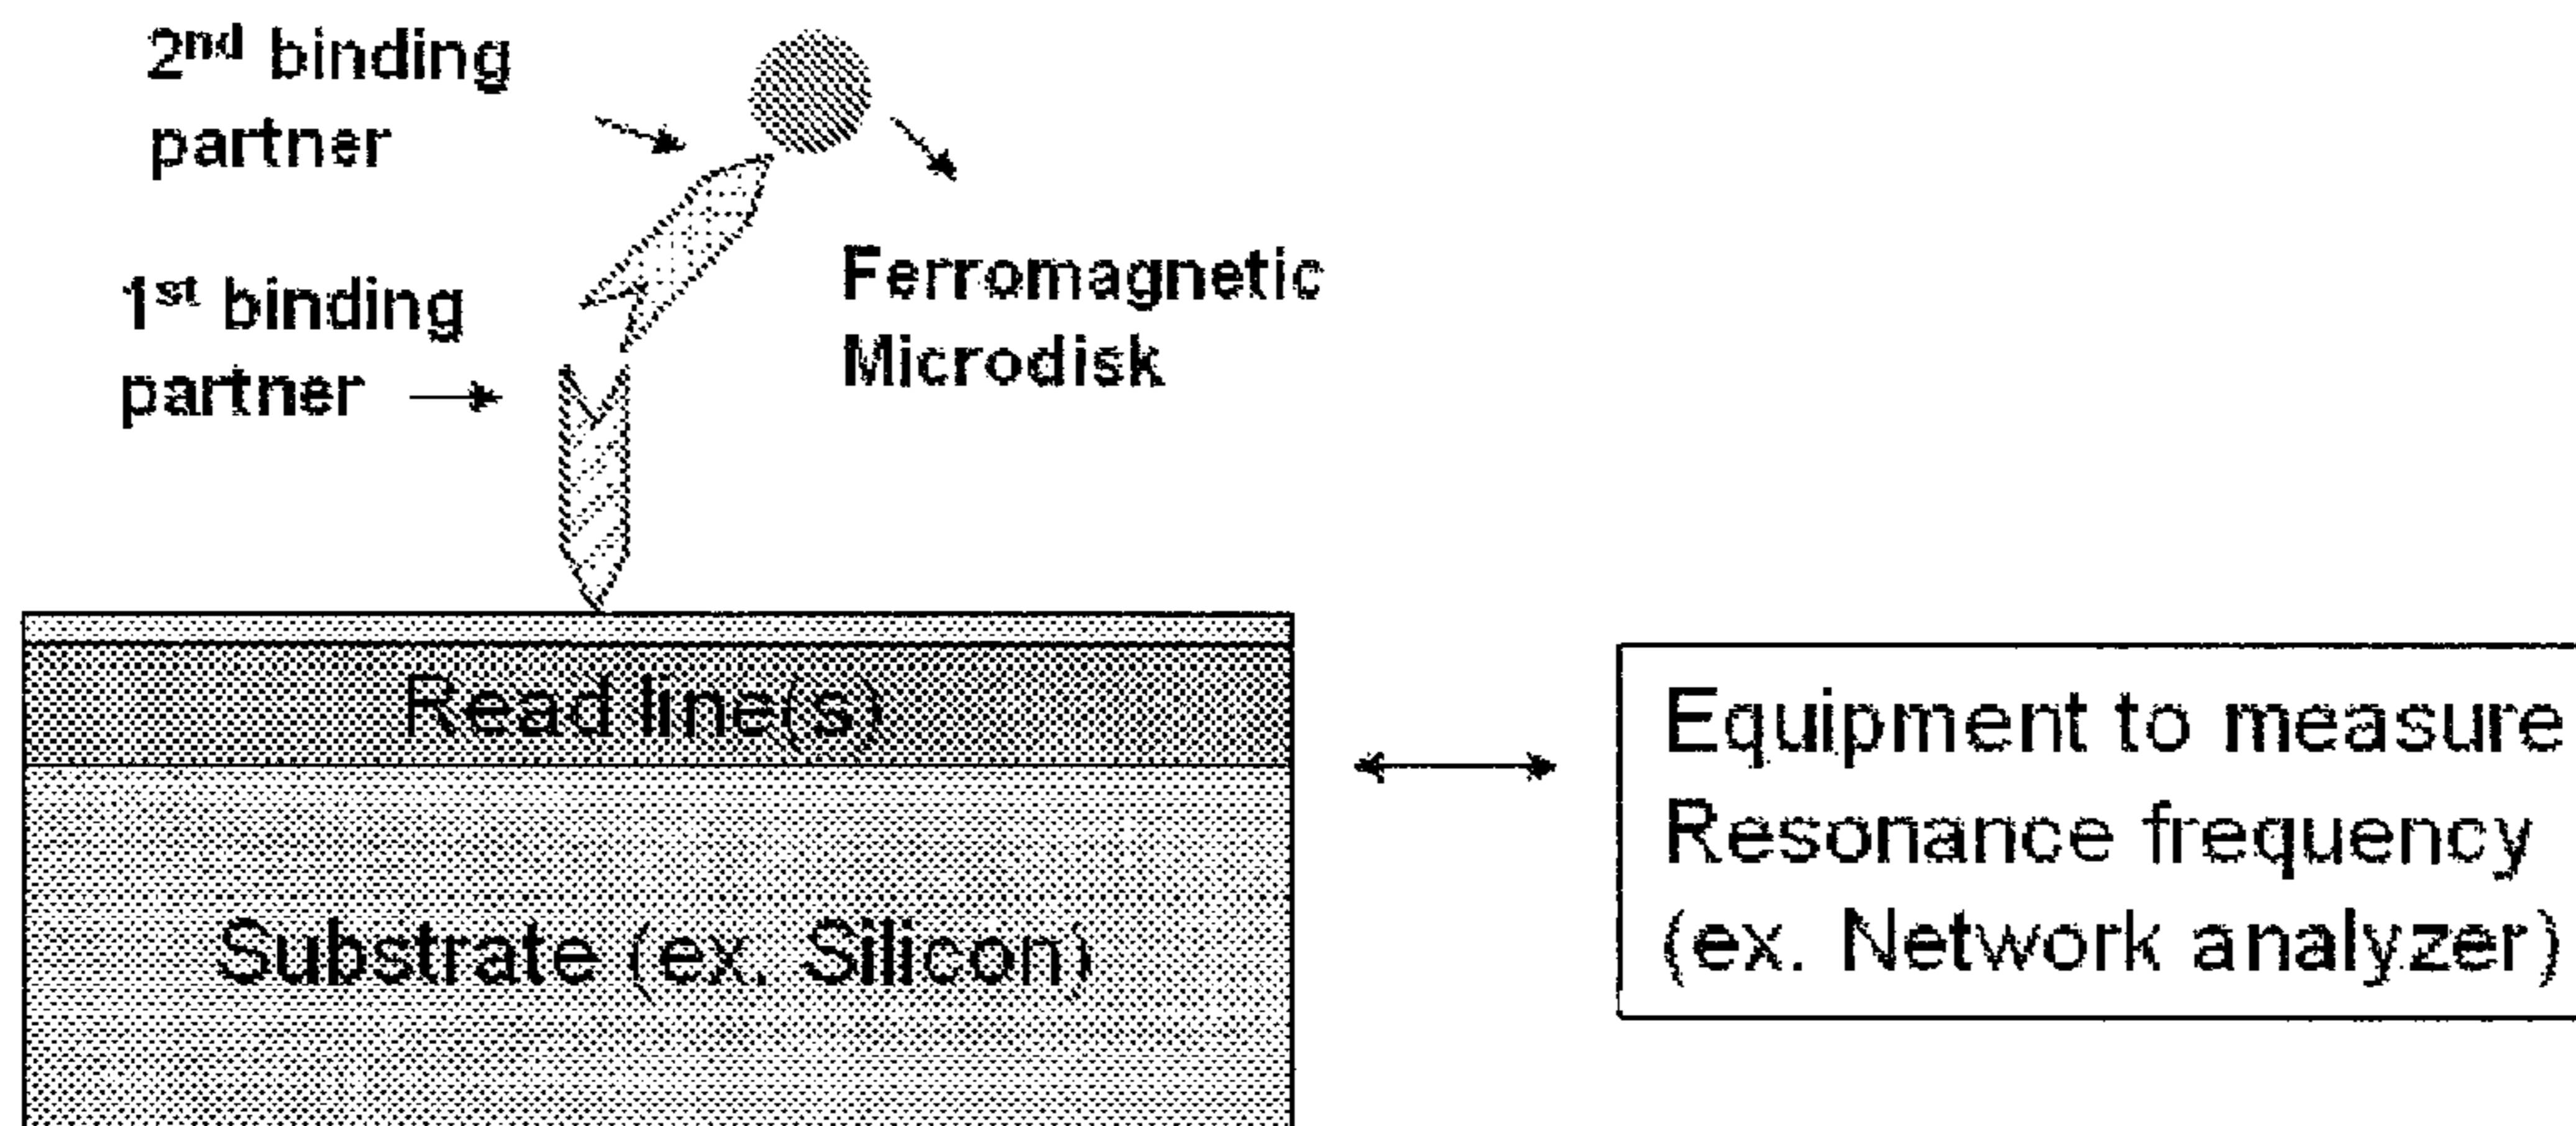 2nd binding
partner
1st binding
partner
Ferromagnetic
Microdisk
Read line(s)
Substrate (ex. Silicon)
Equipment to measure
Resonance frequency
(ex. Network analyzer)